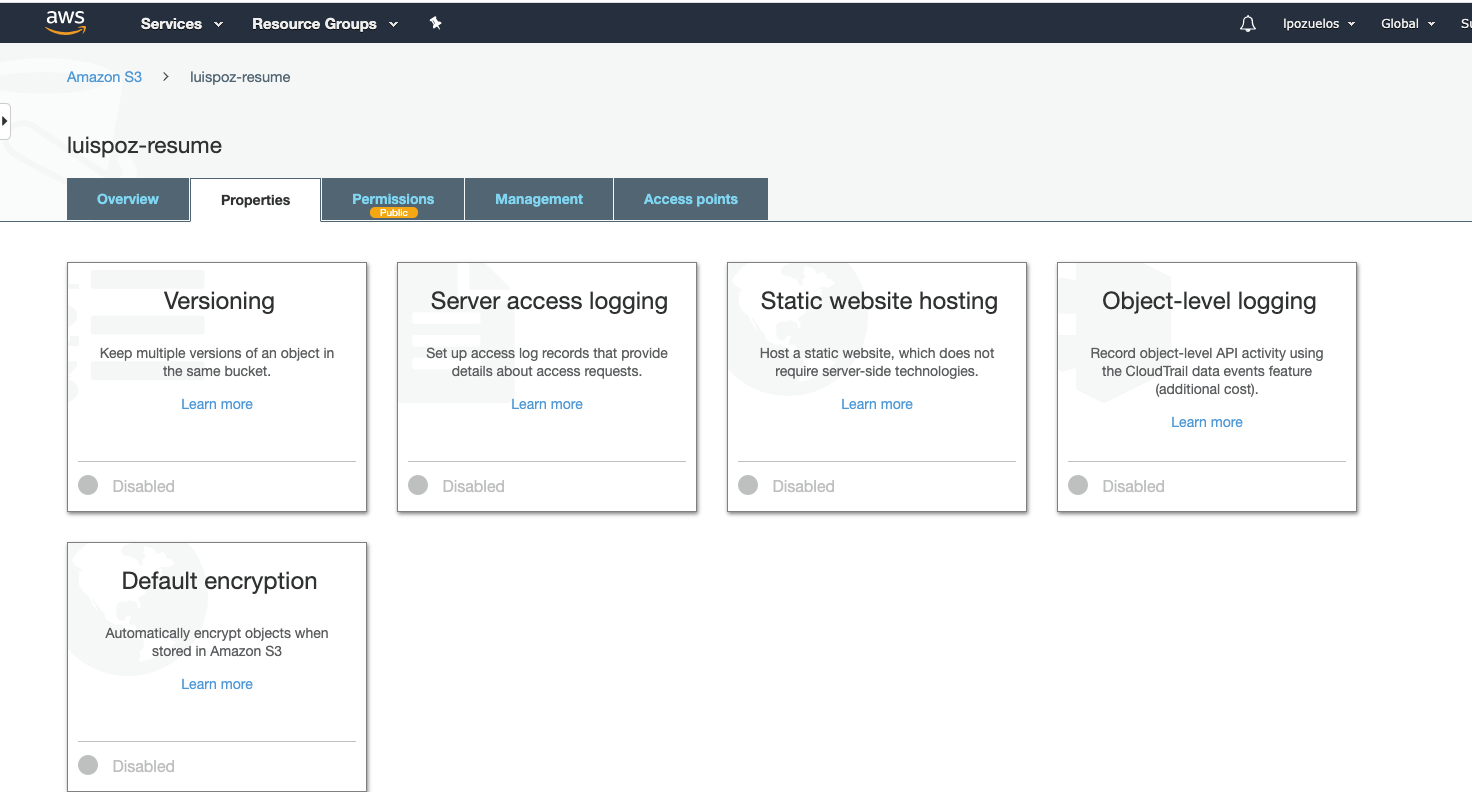 aws Services Resource Groups lpozuelos Global Su
Amazon S3 > luispoz-resume
luispoz-resume
Overview Properties Permissions Management Access points
Public
Versioning
Keep multiple versions of an object in
the same bucket.
Learn more
Disabled
Server access logging
Set up access log records that provide
details about access requests.
Learn more
Disabled
Static website hosting
Host a static website, which does not
require server-side technologies.
Learn more
Disabled
Object-level logging
Record object-level API activity using
the CloudTrail data events feature
(additional cost).
Learn more
Disabled
Default encryption
Automatically encrypt objects when
stored in Amazon S3
Learn more
Disabled